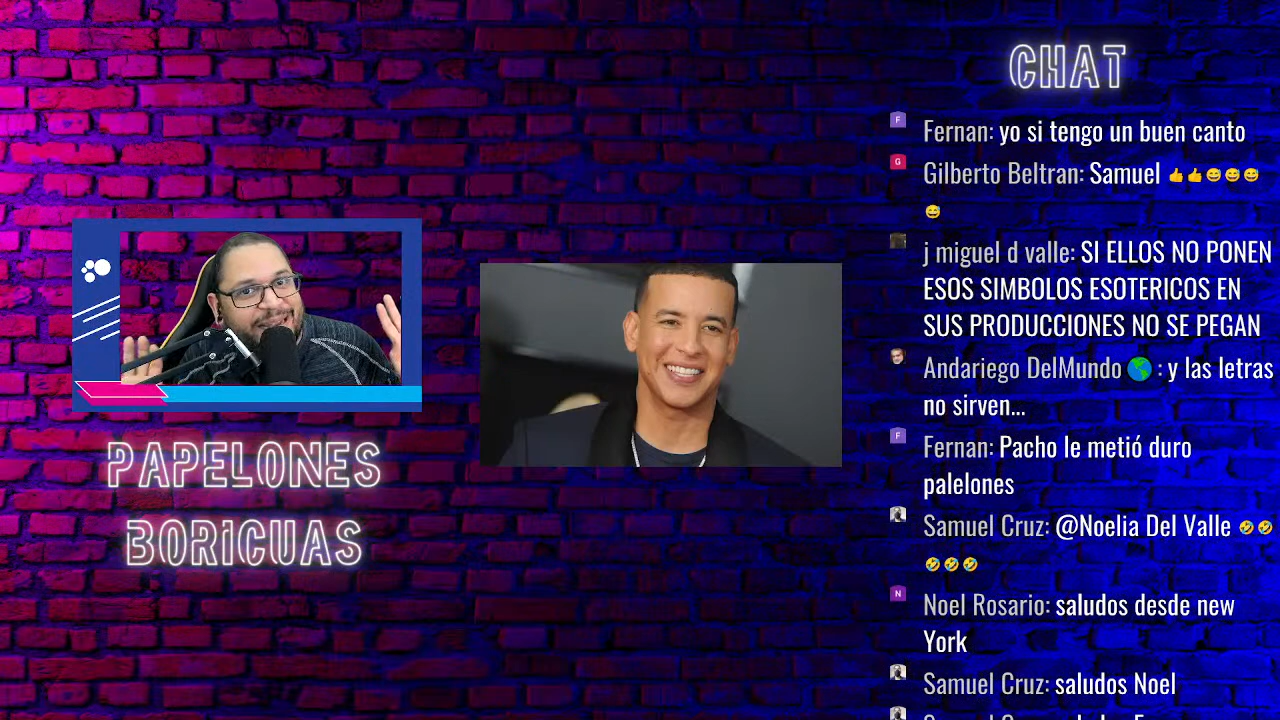 CHAT
Fernan: yo si tengo un buen canto
Gilberto Beltran: Samuel 👍👍😅😅😅
😅
j miguel d valle: SI ELLOS NO PONEN
ESOS SIMBOLOS ESOTERICOS EN
SUS PRODUCCIONES NO SE PEGAN
Andariego DelMundo 🌎 : y las letras
no sirven...
Fernan: Pacho le metió duro
palelones
Samuel Cruz: @Noelia Del Valle 🤣🤣
🤣🤣🤣
Noel Rosario: saludos desde new
York
Samuel Cruz: saludos Noel
PAPELONES
BORICUAS